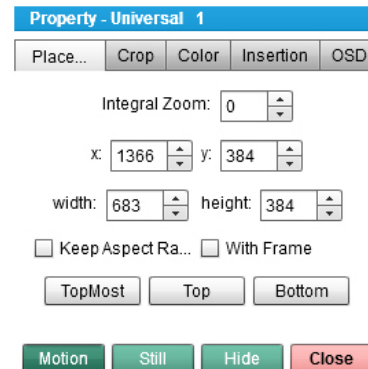 Property - Universal 1
Place... Crop Color Insertion OSD
Integral Zoom: 0
x: 1366 y: 384
width: 683 height: 384
Keep Aspect Ra... With Frame
TopMost Top Bottom
Motion Still Hide Close